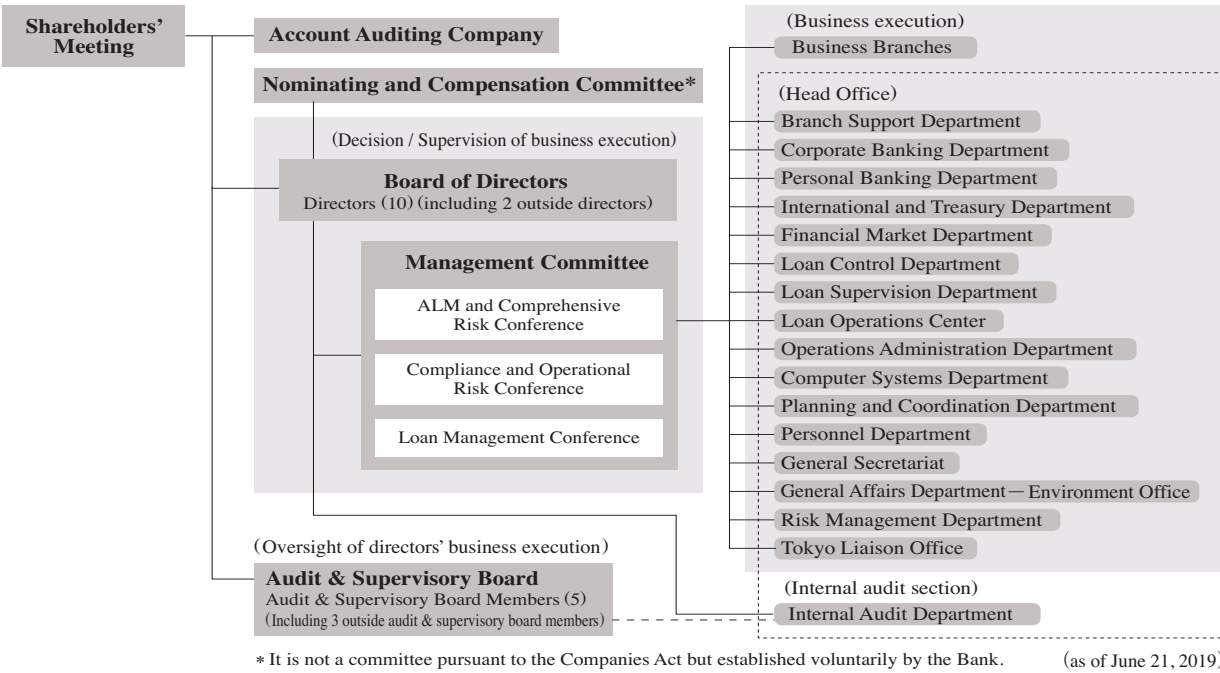 Shareholders'
Meeting
Account Auditing Company
Nominating and Compensation Committee*
(Decision / Supervision of business execution)
Board of Directors
Directors (10) (including 2 outside directors)
Management Committee
ALM and Comprehensive
Risk Conference
Compliance and Operational
Risk Conference
Loan Management Conference
(Oversight of directors' business execution)
Audit & Supervisory Board
Audit & Supervisory Board Members (5)
(Including 3 outside audit & supervisory board members)
(Business execution)
Business Branches
(Head Office)
Branch Support Department
Corporate Banking Department
Personal Banking Department
International and Treasury Department
Financial Market Department
Loan Control Department
Loan Supervision Department
Loan Operations Center
Operations Administration Department
Computer Systems Department
Planning and Coordination Department
Personnel Department
General Secretariat
General Affairs Department — Environment Office
Risk Management Department
Tokyo Liaison Office
(Internal audit section)
Internal Audit Department
* It is not a committee pursuant to the Companies Act but established voluntarily by the Bank.
(as of June 21, 2019)